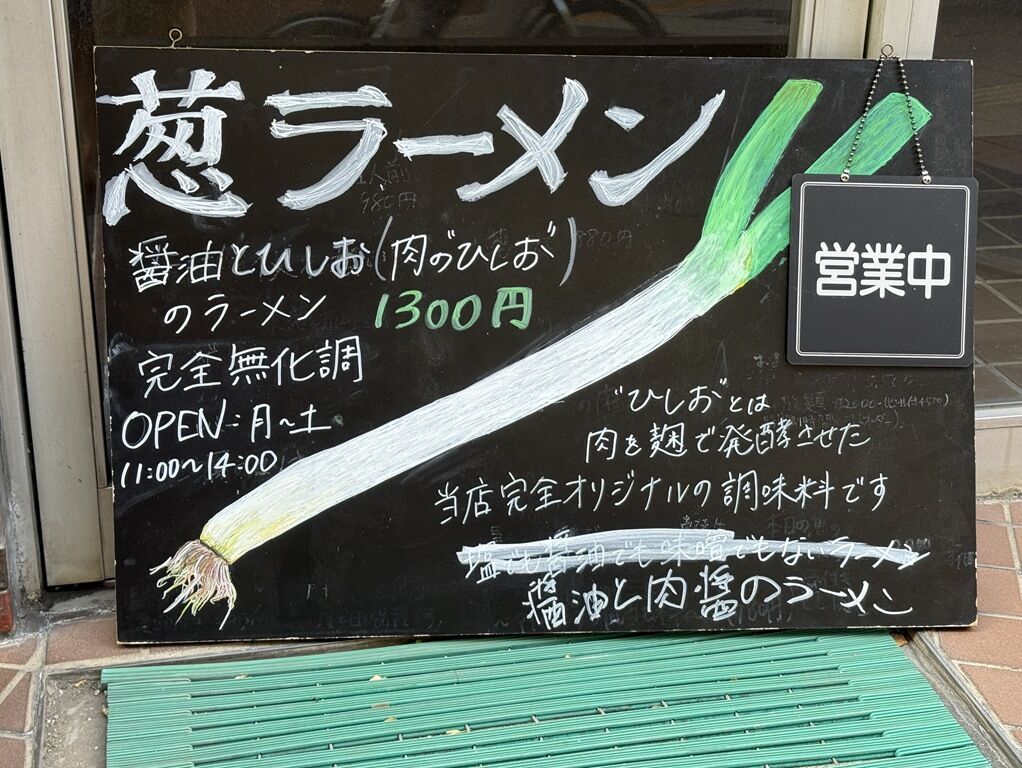 葱ラーメン
醤油とひしお(肉のひしお)
のラーメン 1300円
完全無化調
OPEN:月〜土
11:00〜14:00
営業中
"ひしお"とは
肉を麹で発酵させた
当店完全オリジナルの調味料です
塩でも醤油でも味噌でもないラーメン
醤油と肉醤のラーメン